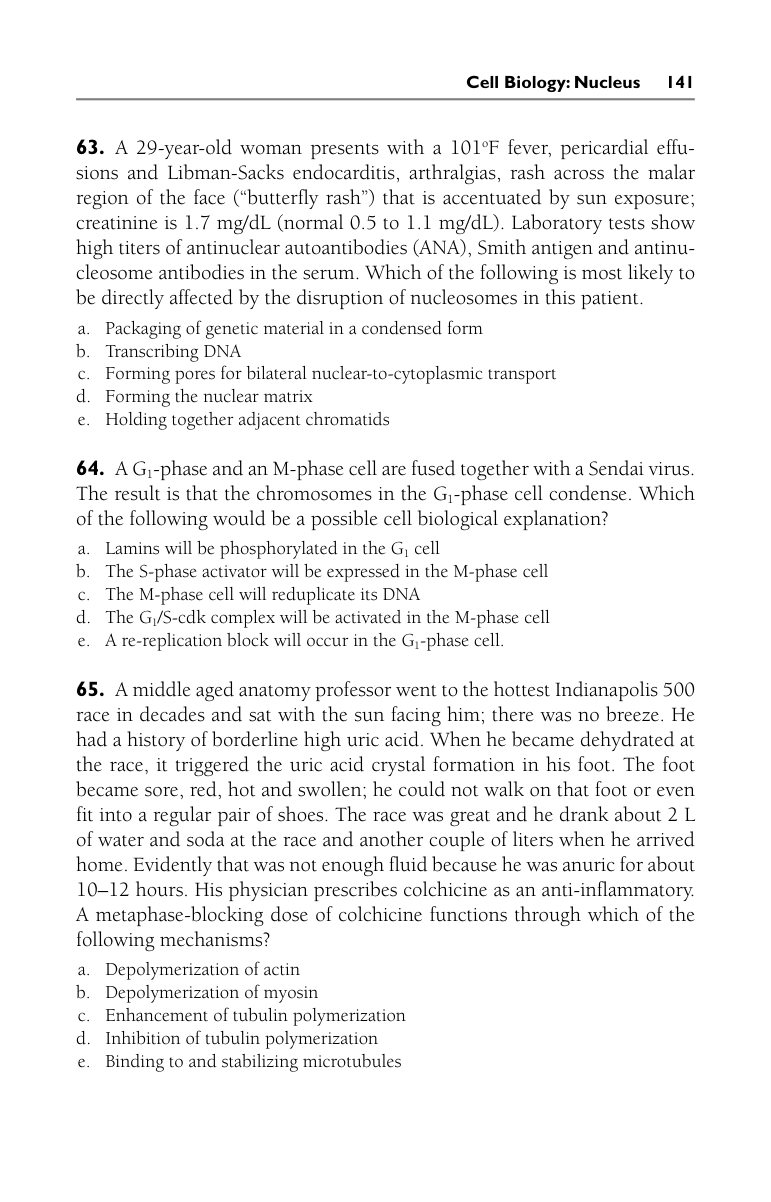 Cell Biology: Nucleus 141
63. A 29-year-old woman presents with a 101ºF fever, pericardial effu-
sions and Libman-Sacks endocarditis, arthralgias, rash across the malar
region of the face (“butterfly rash”) that is accentuated by sun exposure;
creatinine is 1.7 mg/dL (normal 0.5 to 1.1 mg/dL). Laboratory tests show
high titers of antinuclear autoantibodies (ANA), Smith antigen and antinu-
cleosome antibodies in the serum. Which of the following is most likely to
be directly affected by the disruption of nucleosomes in this patient.
a. Packaging of genetic material in a condensed form
b. Transcribing DNA
c. Forming pores for bilateral nuclear-to-cytoplasmic transport
d. Forming the nuclear matrix
e. Holding together adjacent chromatids
64. A G₁-phase and an M-phase cell are fused together with a Sendai virus.
The result is that the chromosomes in the G₁-phase cell condense. Which
of the following would be a possible cell biological explanation?
a. Lamins will be phosphorylated in the G₁ cell
b. The S-phase activator will be expressed in the M-phase cell
c. The M-phase cell will reduplicate its DNA
d. The G₁/S-cdk complex will be activated in the M-phase cell
e. A re-replication block will occur in the G₁-phase cell.
65. A middle aged anatomy professor went to the hottest Indianapolis 500
race in decades and sat with the sun facing him; there was no breeze. He
had a history of borderline high uric acid. When he became dehydrated at
the race, it triggered the uric acid crystal formation in his foot. The foot
became sore, red, hot and swollen; he could not walk on that foot or even
fit into a regular pair of shoes. The race was great and he drank about 2 L
of water and soda at the race and another couple of liters when he arrived
home. Evidently that was not enough fluid because he was anuric for about
10–12 hours. His physician prescribes colchicine as an anti-inflammatory.
A metaphase-blocking dose of colchicine functions through which of the
following mechanisms?
a. Depolymerization of actin
b. Depolymerization of myosin
c. Enhancement of tubulin polymerization
d. Inhibition of tubulin polymerization
e. Binding to and stabilizing microtubules